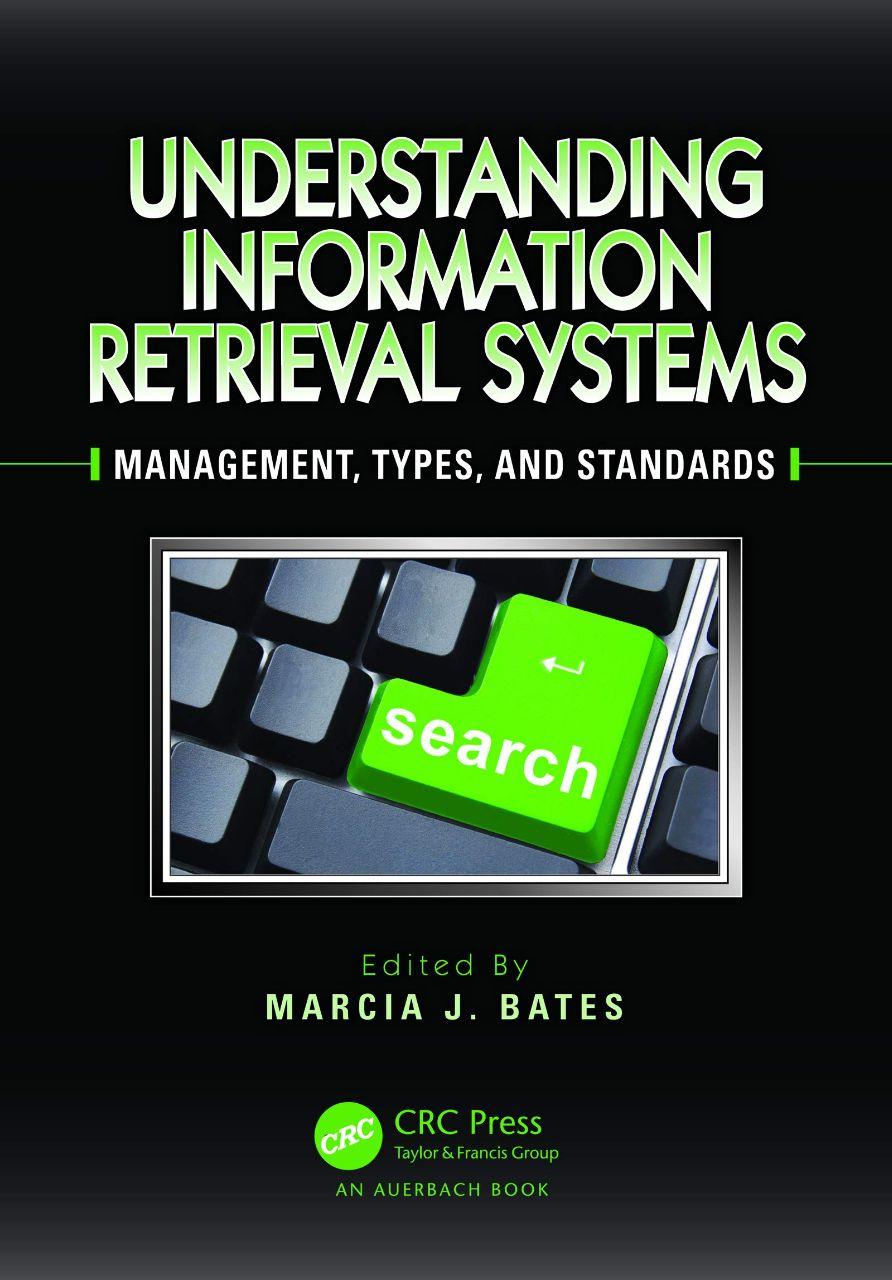 UNDERSTANDING
INFORMATION
RETRIEVAL SYSTEMS
MANAGEMENT, TYPES, AND STANDARDS
search
Edited By
MARCIA J. BATES
CRC
CRC Press
Taylor & Francis Group
AN AUERBACH BOOK